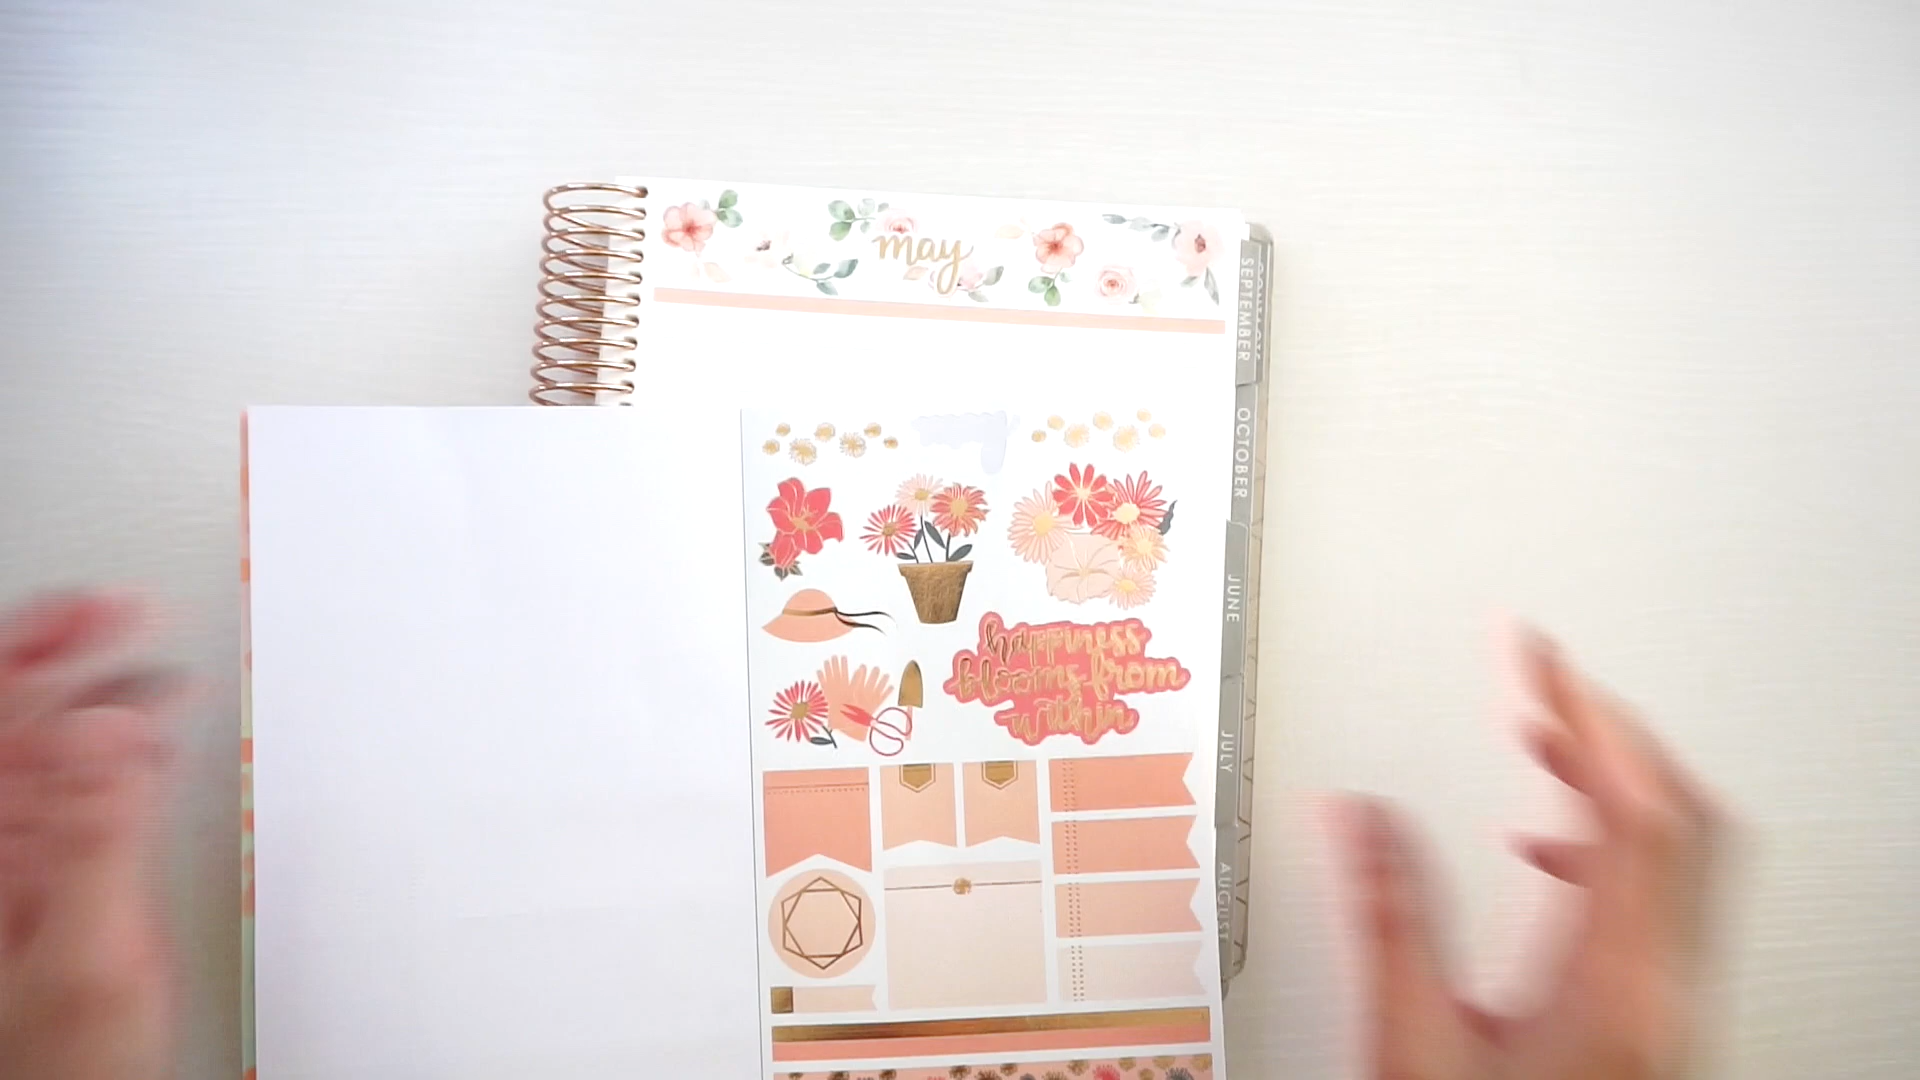 may
SEPTEMBER
OCTOBER
JUNE
happiness
blooms from
within
JULY
AUGUST